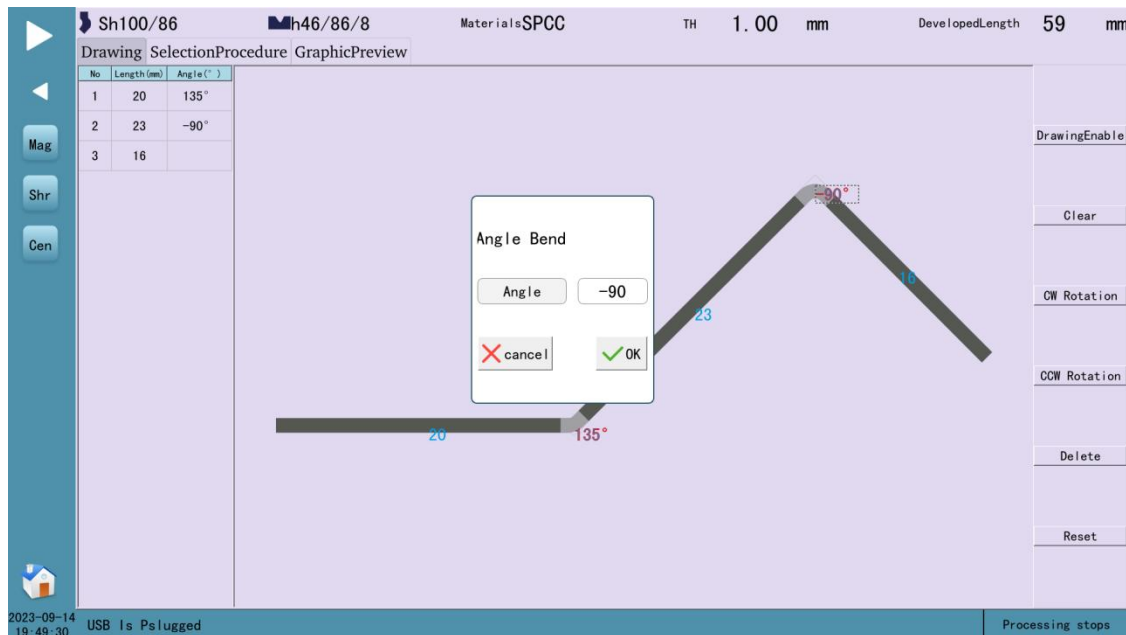 Sh100/86 h46/86/8 MaterialsSPCC TH 1.00 mm DevelopedLength 59 mm
Drawing SelectionProcedure GraphicPreview
No Length(mm) Angle(°)
1 20 135°
2 23 -90°
3 16
Mag
Shr
Cen
-90°
16
23
20
135°
Angle Bend
Angle -90
cancel OK
DrawingEnable
Clear
CW Rotation
CCW Rotation
Delete
Reset
2023-09-14
19:49:30
USB Is Pslugged
Processing stops